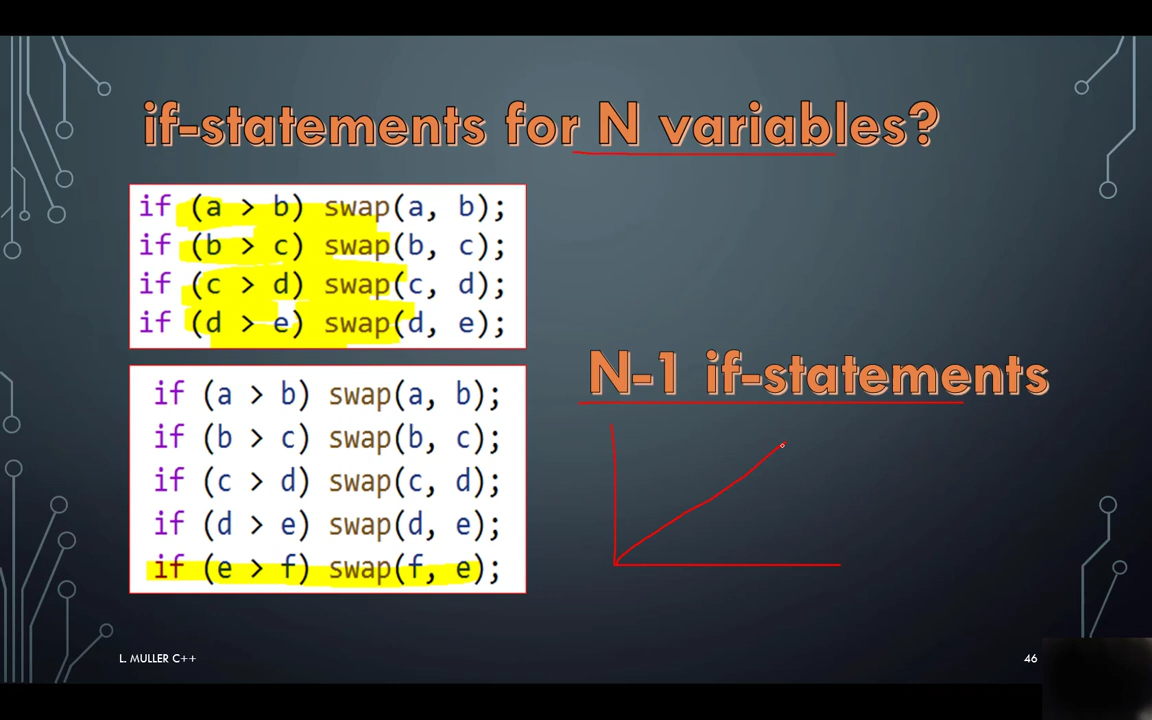 if-statements for N variables?
if (a > b) swap(a, b);
if (b > c) swap(b, c);
if (c > d) swap(c, d);
if (d > e) swap(d, e);
if (a > b) swap(a, b);
if (b > c) swap(b, c);
if (c > d) swap(c, d);
if (d > e) swap(d, e);
if (e > f) swap(f, e);
N-1 if-statements
L. MULLER C++
46